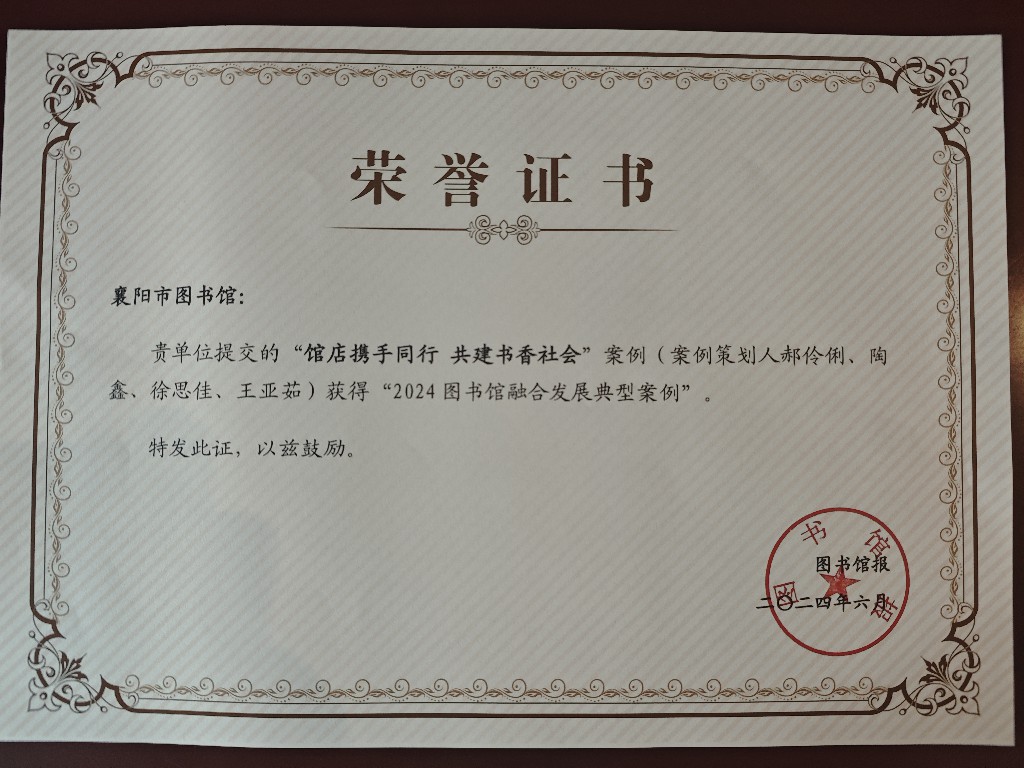 荣誉证书
襄阳市图书馆：
贵单位提交的“馆店携手同行 共建书香社会”案例（案例策划人郝伶俐、陶
鑫、徐思佳、王亚茹）获得“2024图书馆融合发展典型案例”。
特发此证，以兹鼓励。
图书馆报
二〇二四年六月
图书馆报